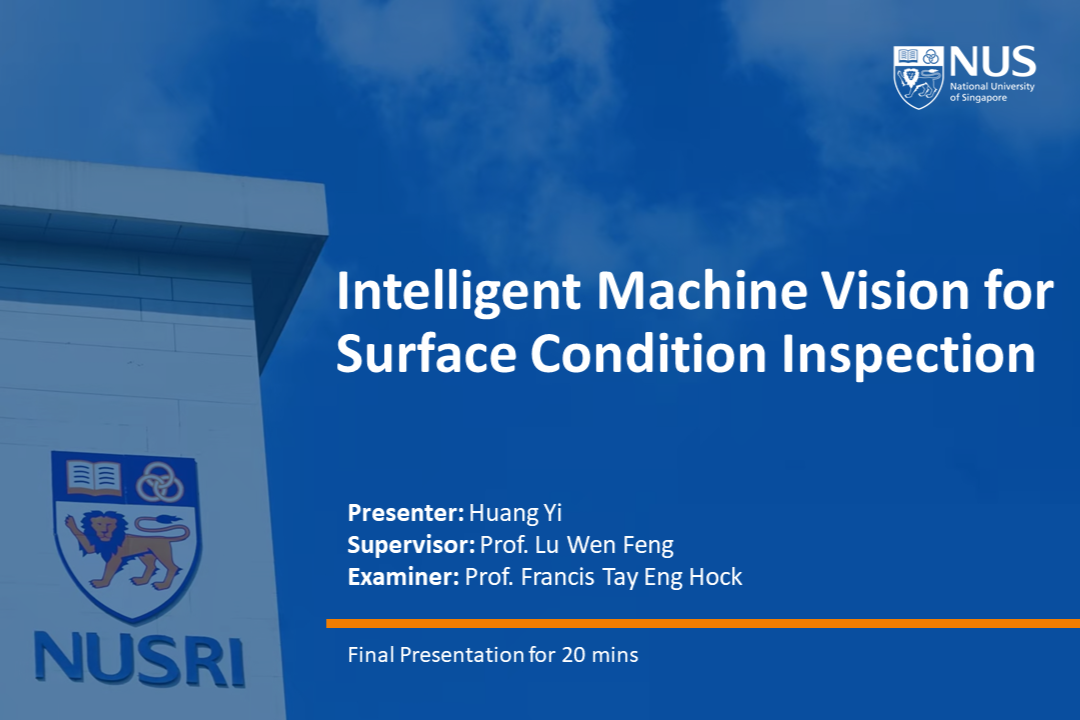 NUS
National University
of Singapore
Intelligent Machine Vision for
Surface Condition Inspection
Presenter: Huang Yi
Supervisor: Prof. Lu Wen Feng
Examiner: Prof. Francis Tay Eng Hock
NUSRI
Final Presentation for 20 mins